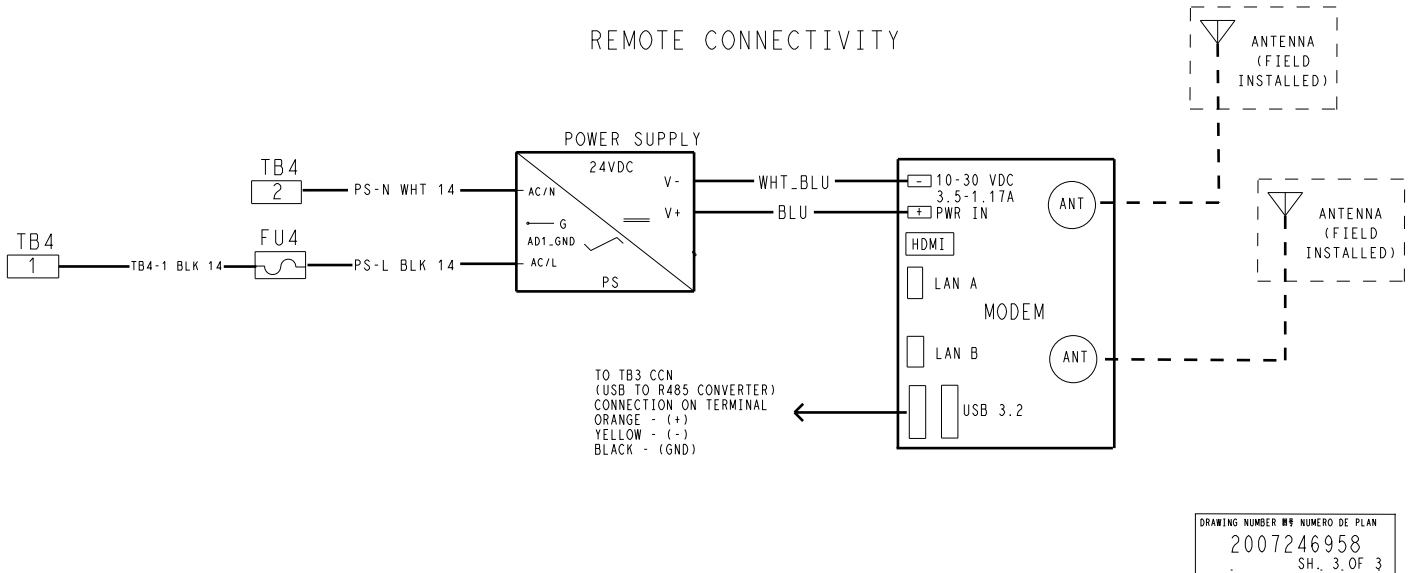 REMOTE CONNECTIVITY
ANTENNA
(FIELD
INSTALLED)
POWER SUPPLY
24VDC
TB4
2
PS-N WHT 14
AC/N
V-
WHT_BLU
-
10-30 VDC
3.5-1.17A
ANT
V+
BLU
+
PWR IN
ANTENNA
(FIELD
INSTALLED)
G
AD1_GND
HDMI
TB4
1
TB4-1 BLK 14
FU4
PS-L BLK 14
AC/L
PS
LAN A
MODEM
LAN B
ANT
TO TB3 CCN
(USB TO R485 CONVERTER)
CONNECTION ON TERMINAL
ORANGE - (+)
YELLOW - (-)
BLACK - (GND)
USB 3.2
DRAWING NUMBER NUMERO DE PLAN
2007246958
SH. 3 OF 3